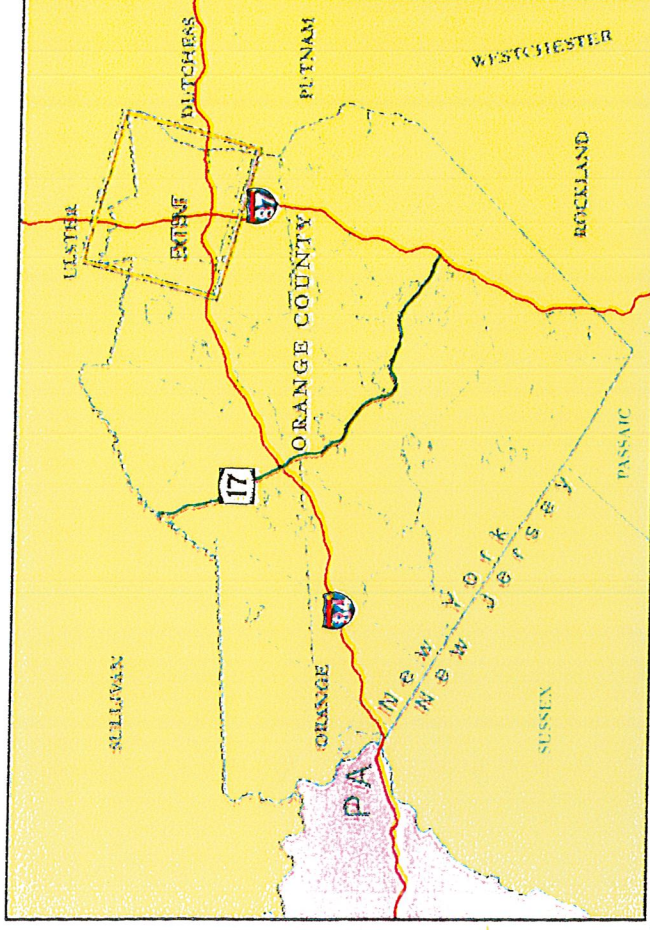 ULSTER
DUTCHESS
PUTNAM
WESTCHESTER
EXTENT
87
ORANGE COUNTY
ROCKLAND
17
PASSAIC
SULLIVAN
ORANGE
84
New York
New Jersey
SUSSEX
PA